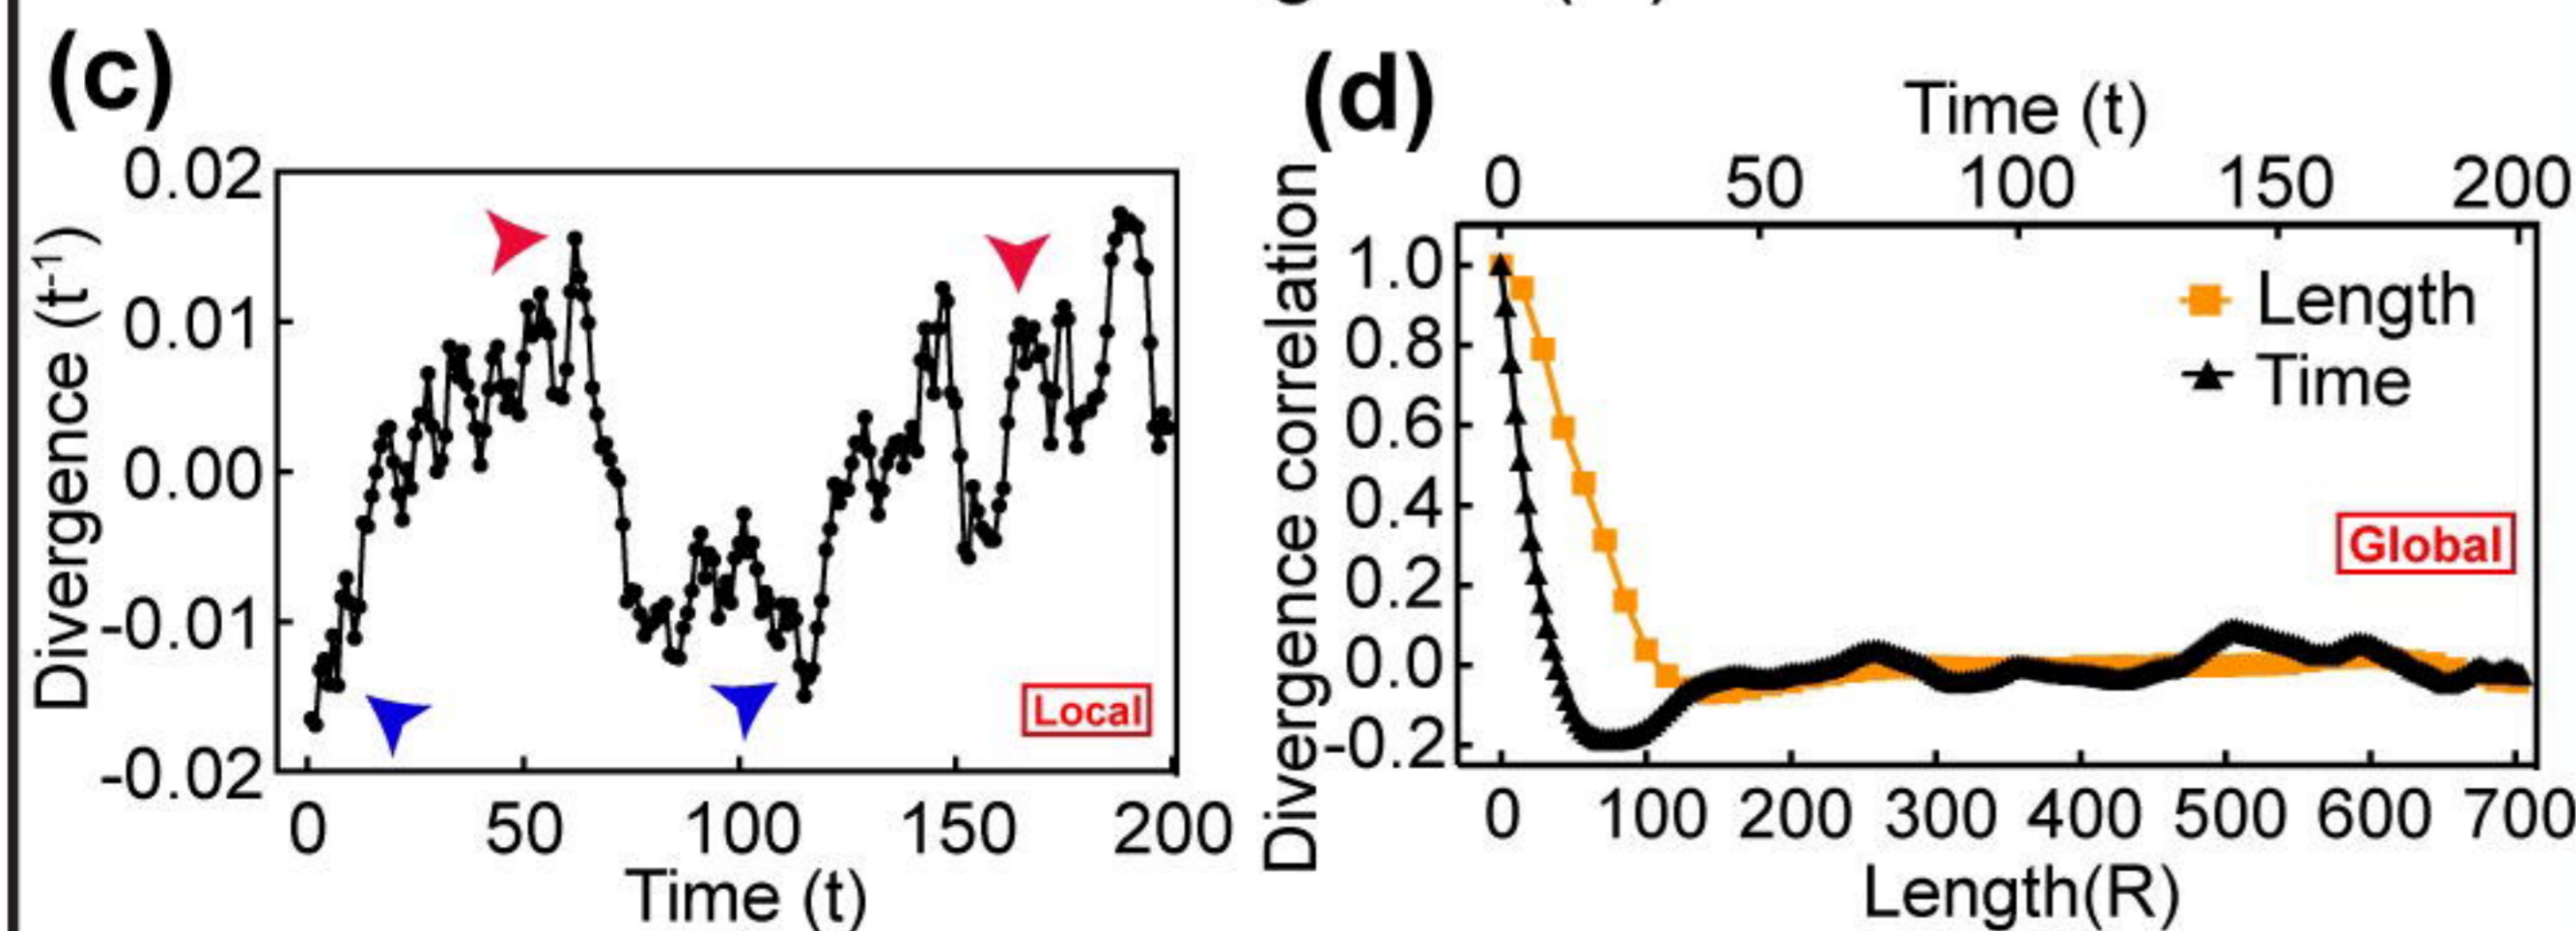 (c)
0.02
0.01
0.00
-0.01
-0.02
Divergence (t⁻¹)
Local
0 50 100 150 200
Time (t)
(d)
Time (t)
0 50 100 150 200
Divergence correlation
1.0
0.8
0.6
0.4
0.2
0.0
-0.2
Length
Time
Global
0 100 200 300 400 500 600 700
Length(R)